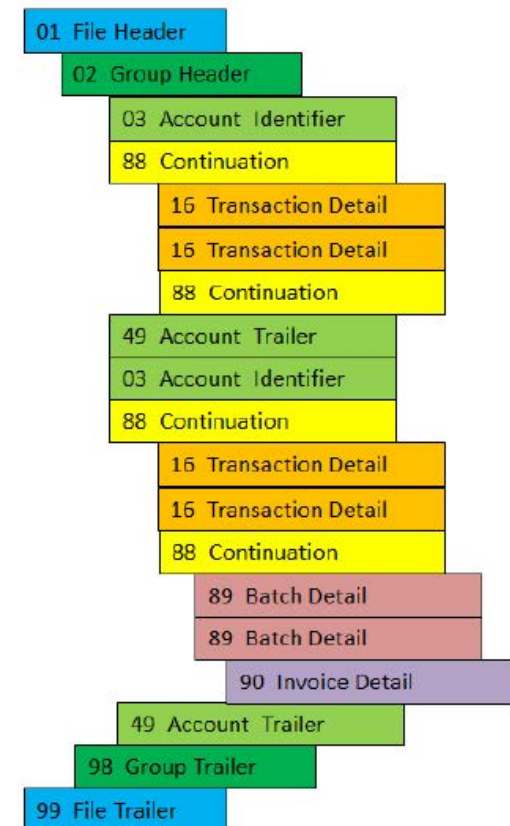 01 File Header
02 Group Header
03 Account Identifier
88 Continuation
16 Transaction Detail
16 Transaction Detail
88 Continuation
49 Account Trailer
03 Account Identifier
88 Continuation
16 Transaction Detail
16 Transaction Detail
88 Continuation
89 Batch Detail
89 Batch Detail
90 Invoice Detail
49 Account Trailer
98 Group Trailer
99 File Trailer